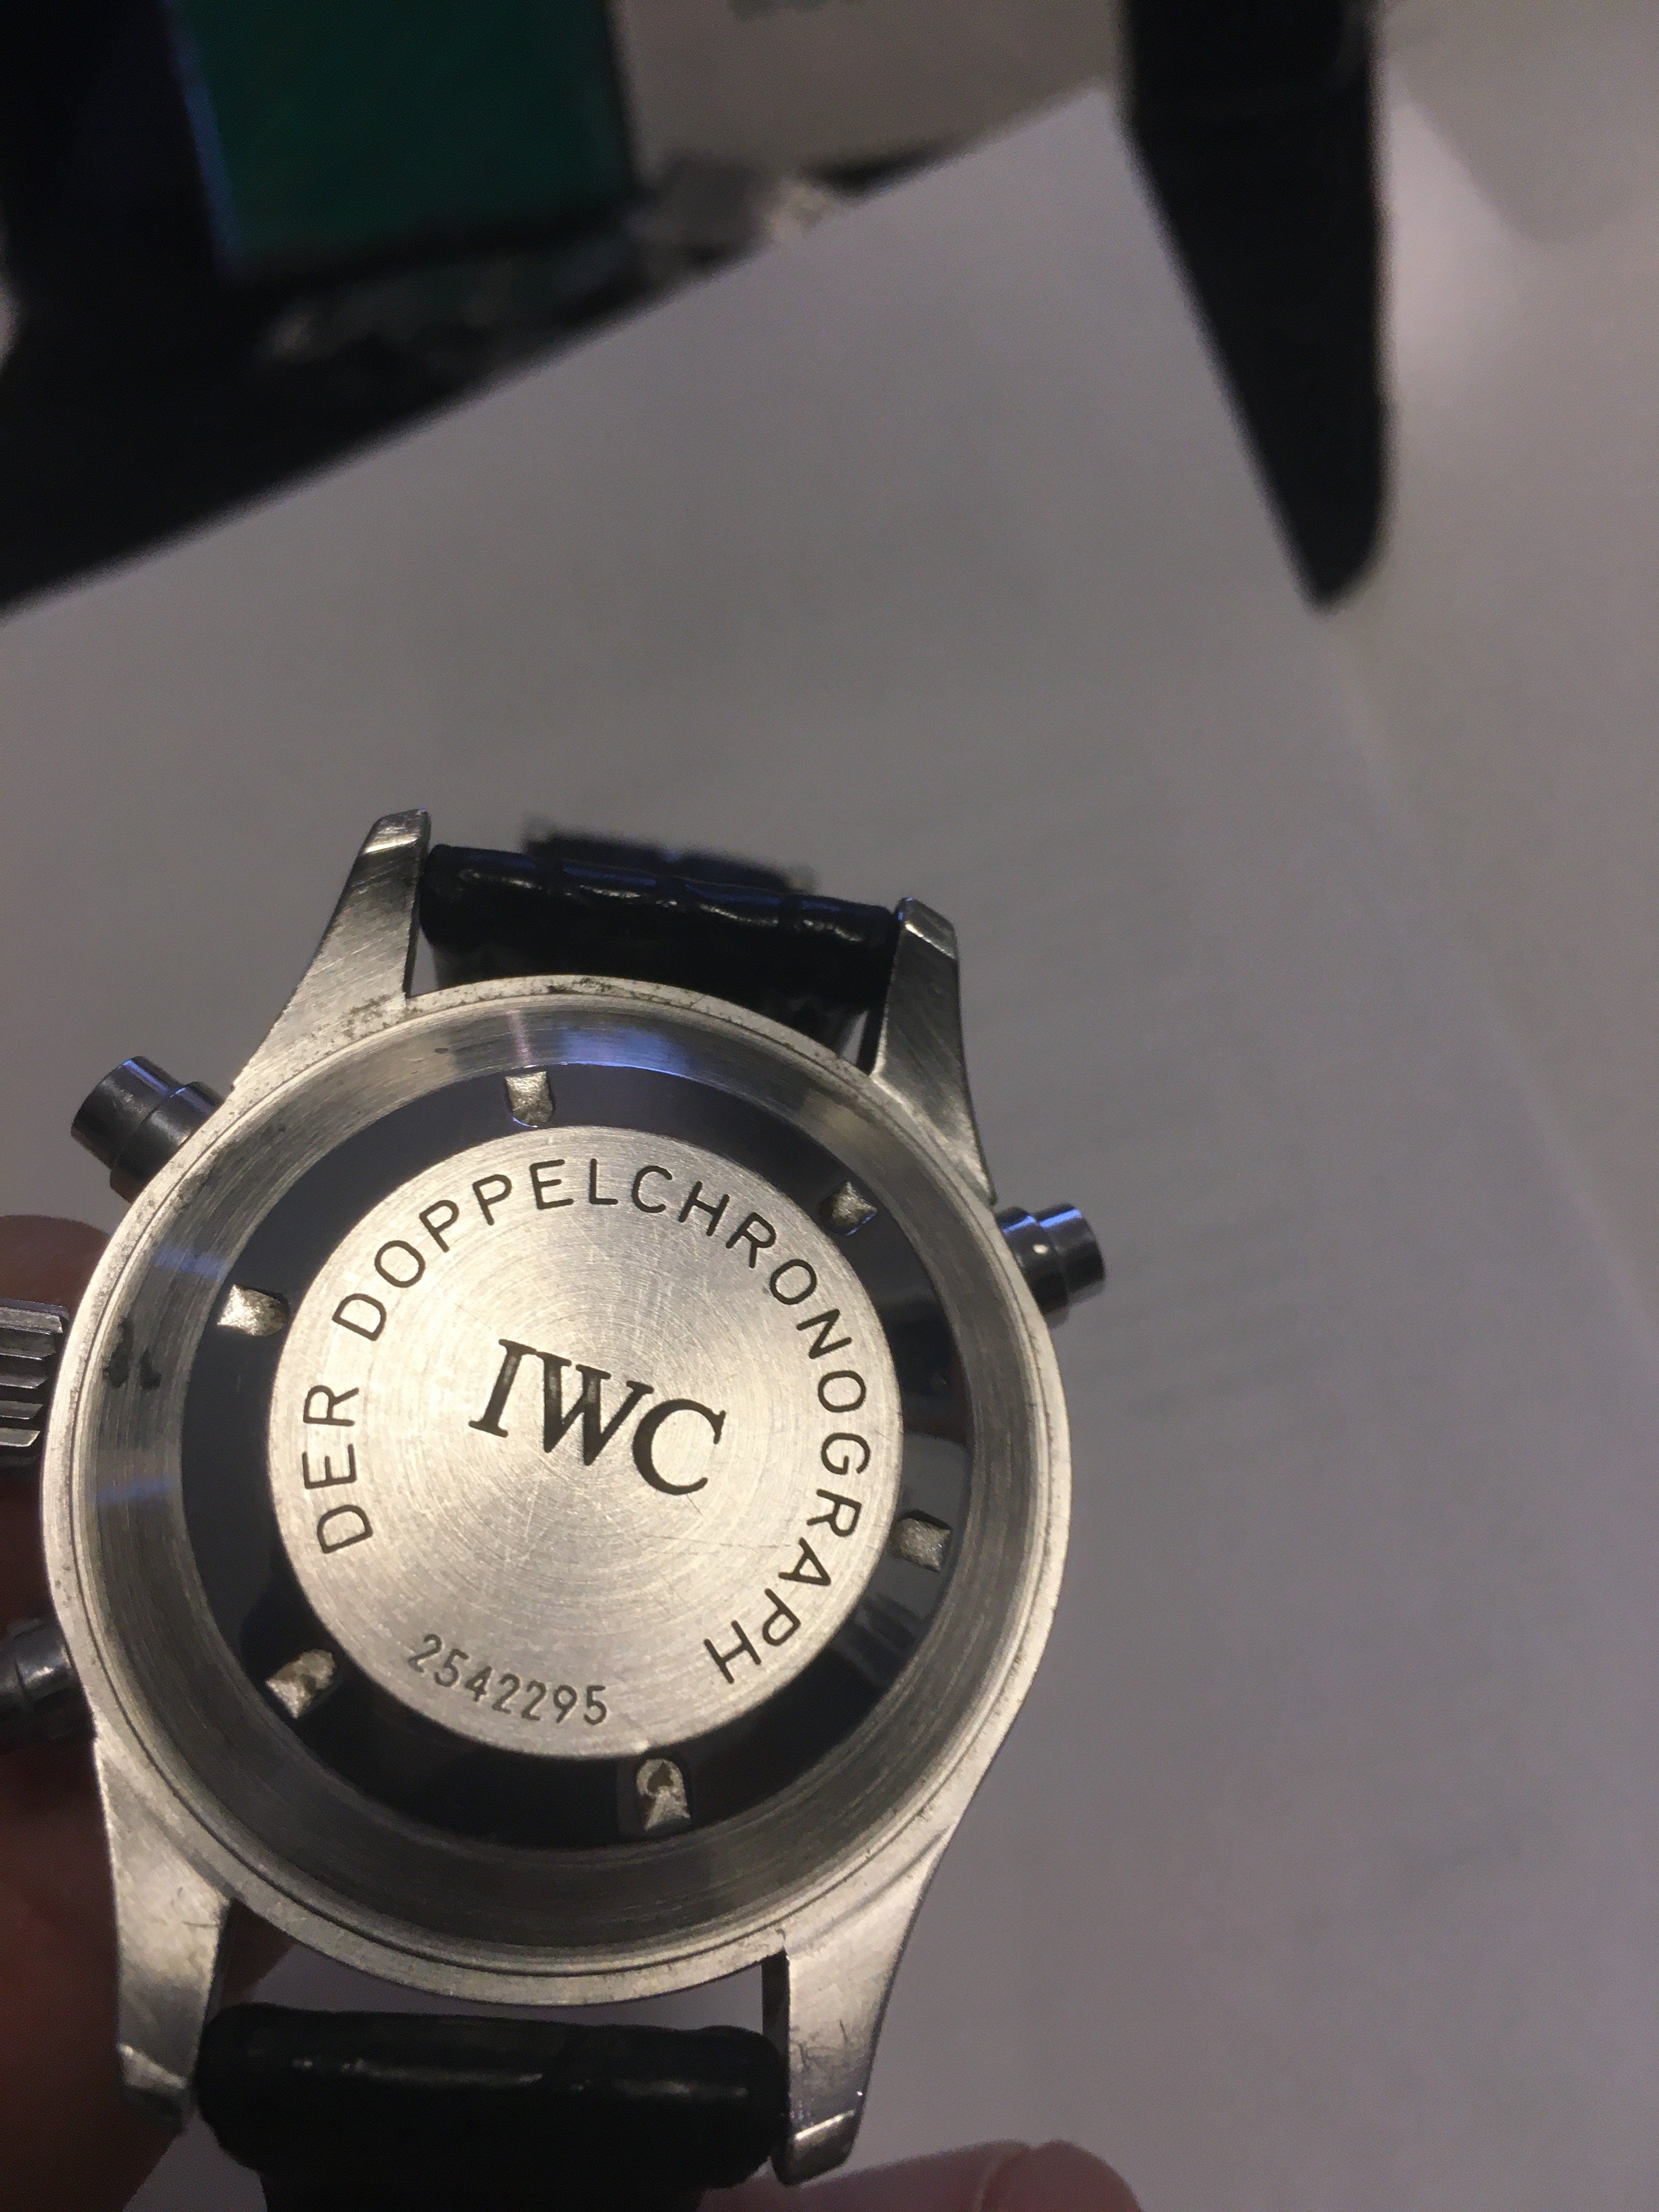 DER DOPPELCHRONOGRAPH
IWC
2542295